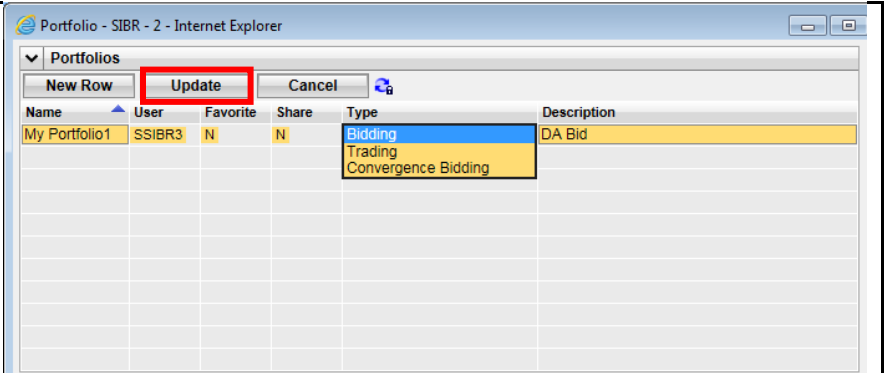 Portfolio - SIBR - 2 - Internet Explorer
Portfolios
New Row Update Cancel
Name User Favorite Share Type Description
My Portfolio1 SSIBR3 N N Bidding DA Bid
Trading
Convergence Bidding